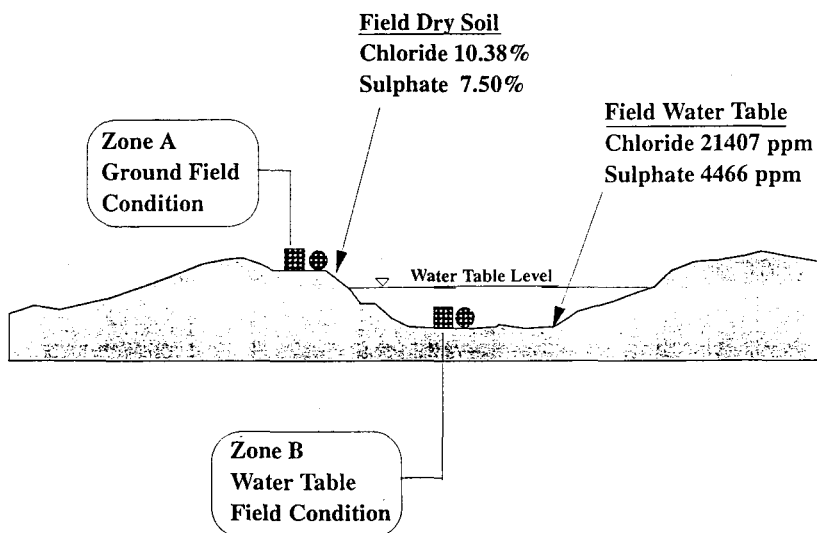 Field Dry Soil
Chloride 10.38%
Sulphate 7.50%
Field Water Table
Chloride 21407 ppm
Sulphate 4466 ppm
Zone A
Ground Field
Condition
Water Table Level
Zone B
Water Table
Field Condition